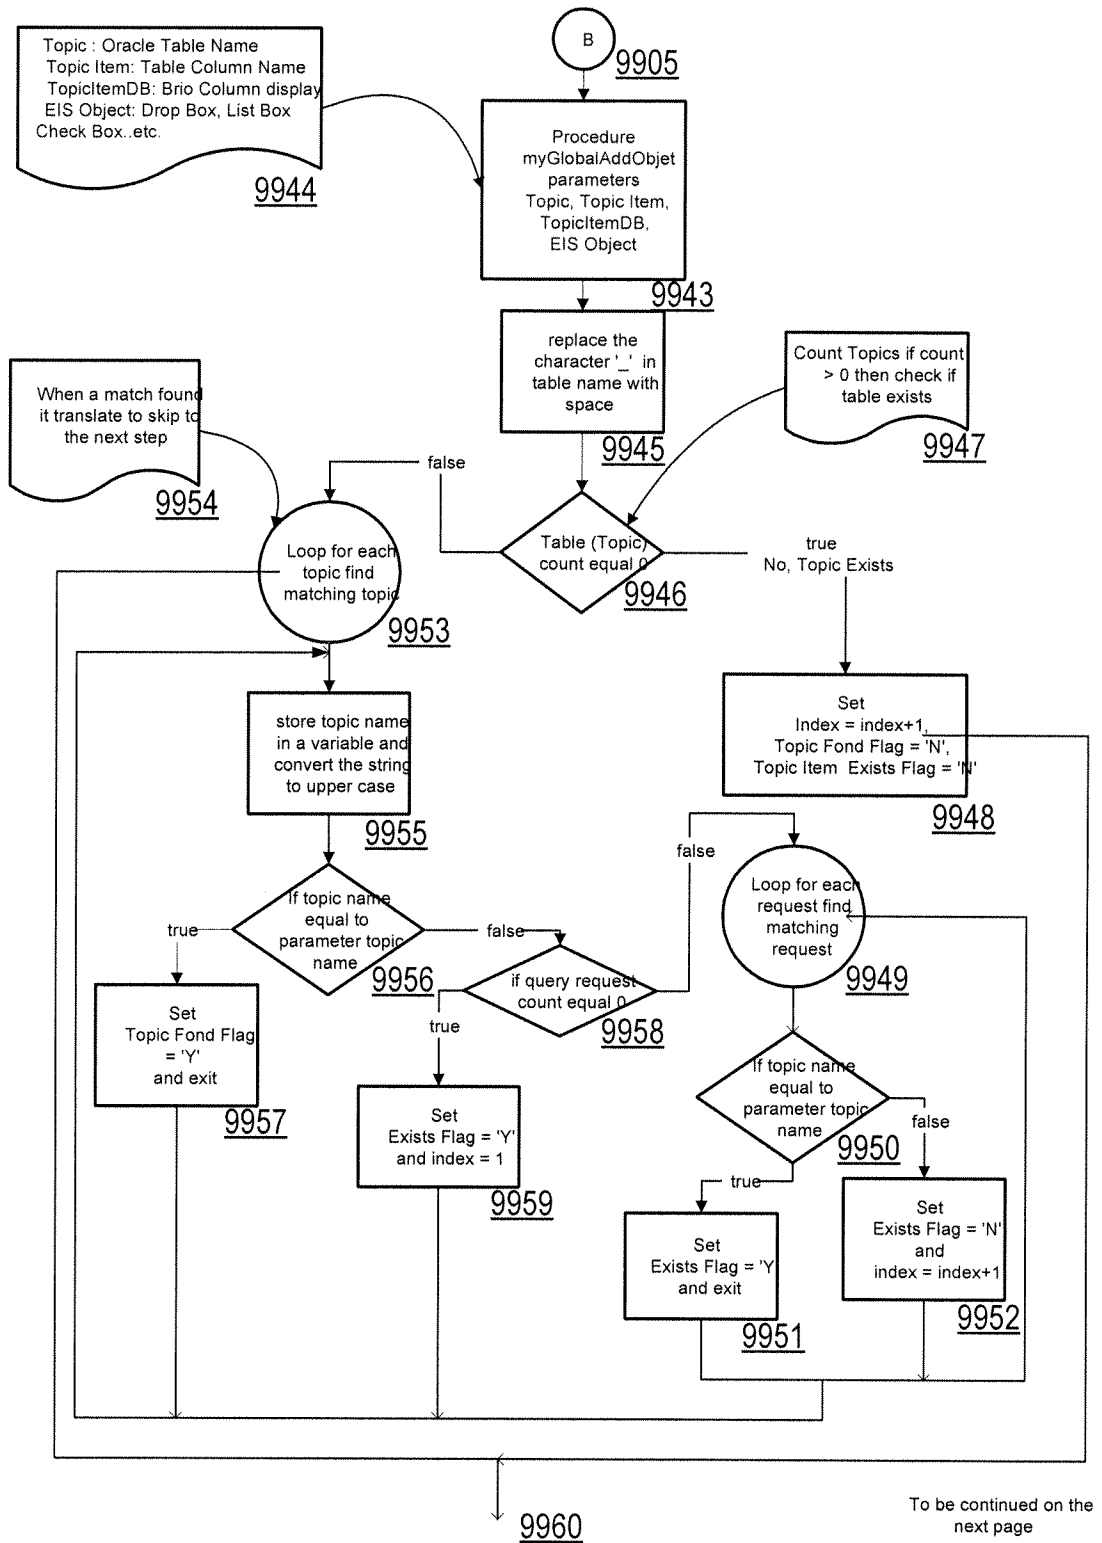 B
9905
Topic : Oracle Table Name
Topic Item: Table Column Name
TopicItemDB: Brio Column display
EIS Object: Drop Box, List Box
Check Box..etc.
9944
Procedure
myGlobalAddObjet
parameters
Topic, Topic Item,
TopicItemDB,
EIS Object
9943
replace the
character '_' in
table name with
space
9945
Count Topics if count
> 0 then check if
table exists
9947
When a match found
it translate to skip to
the next step
9954
false
Table (Topic)
count equal 0
9946
true
No, Topic Exists
Loop for each
topic find
matching topic
9953
Set
Index = index+1,
Topic Fond Flag = 'N',
Topic Item Exists Flag = 'N'
9948
store topic name
in a variable and
convert the string
to upper case
9955
If topic name
equal to
parameter topic
name
9956
true
false
if query request
count equal 0
9958
false
true
Loop for each
request find
matching
request
9949
Set
Topic Fond Flag
= 'Y'
and exit
9957
Set
Exists Flag = 'Y'
and index = 1
9959
If topic name
equal to
parameter topic
name
9950
false
true
Set
Exists Flag = 'Y
and exit
9951
Set
Exists Flag = 'N'
and
index = index+1
9952
9960
To be continued on the
next page